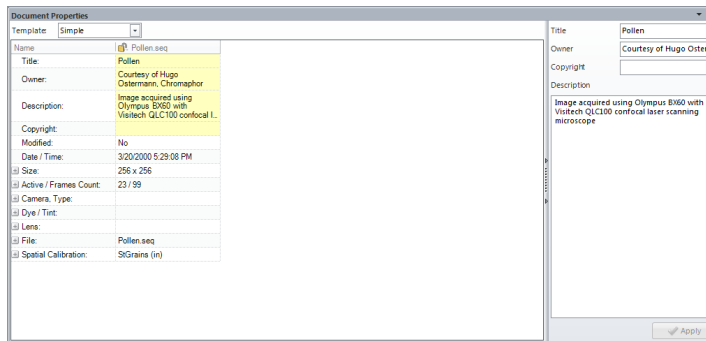 Document Properties
Template: Simple
Name Pollen.seq
Title: Pollen
Owner: Courtesy of Hugo
Ostermann, Chromaphor
Description: Image acquired using
Olympus BX60 with
Visitech QLC100 confocal l...
Copyright:
Modified: No
Date / Time: 3/20/2000 5:29:08 PM
Size: 256 x 256
Active / Frames Count: 23 / 99
Camera, Type:
Dye / Tint:
Lens:
File: Pollen.seq
Spatial Calibration: StGrains (in)
Title Pollen
Owner Courtesy of Hugo Oster
Copyright
Description
Image acquired using Olympus BX60 with
Visitech QLC100 confocal laser scanning
microscope
Apply